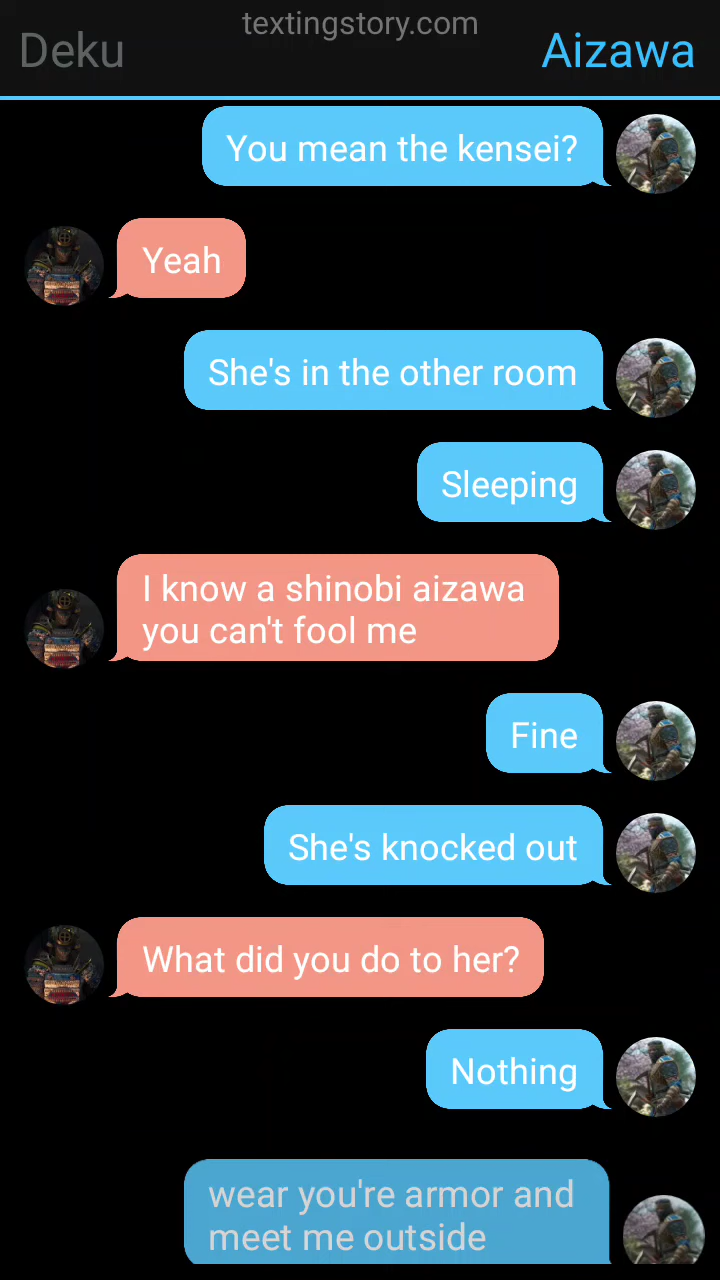 textingstory.com
Deku
Aizawa
You mean the kensei?
Yeah
She's in the other room
Sleeping
I know a shinobi aizawa
you can't fool me
Fine
She's knocked out
What did you do to her?
Nothing
wear you're armor and
meet me outside